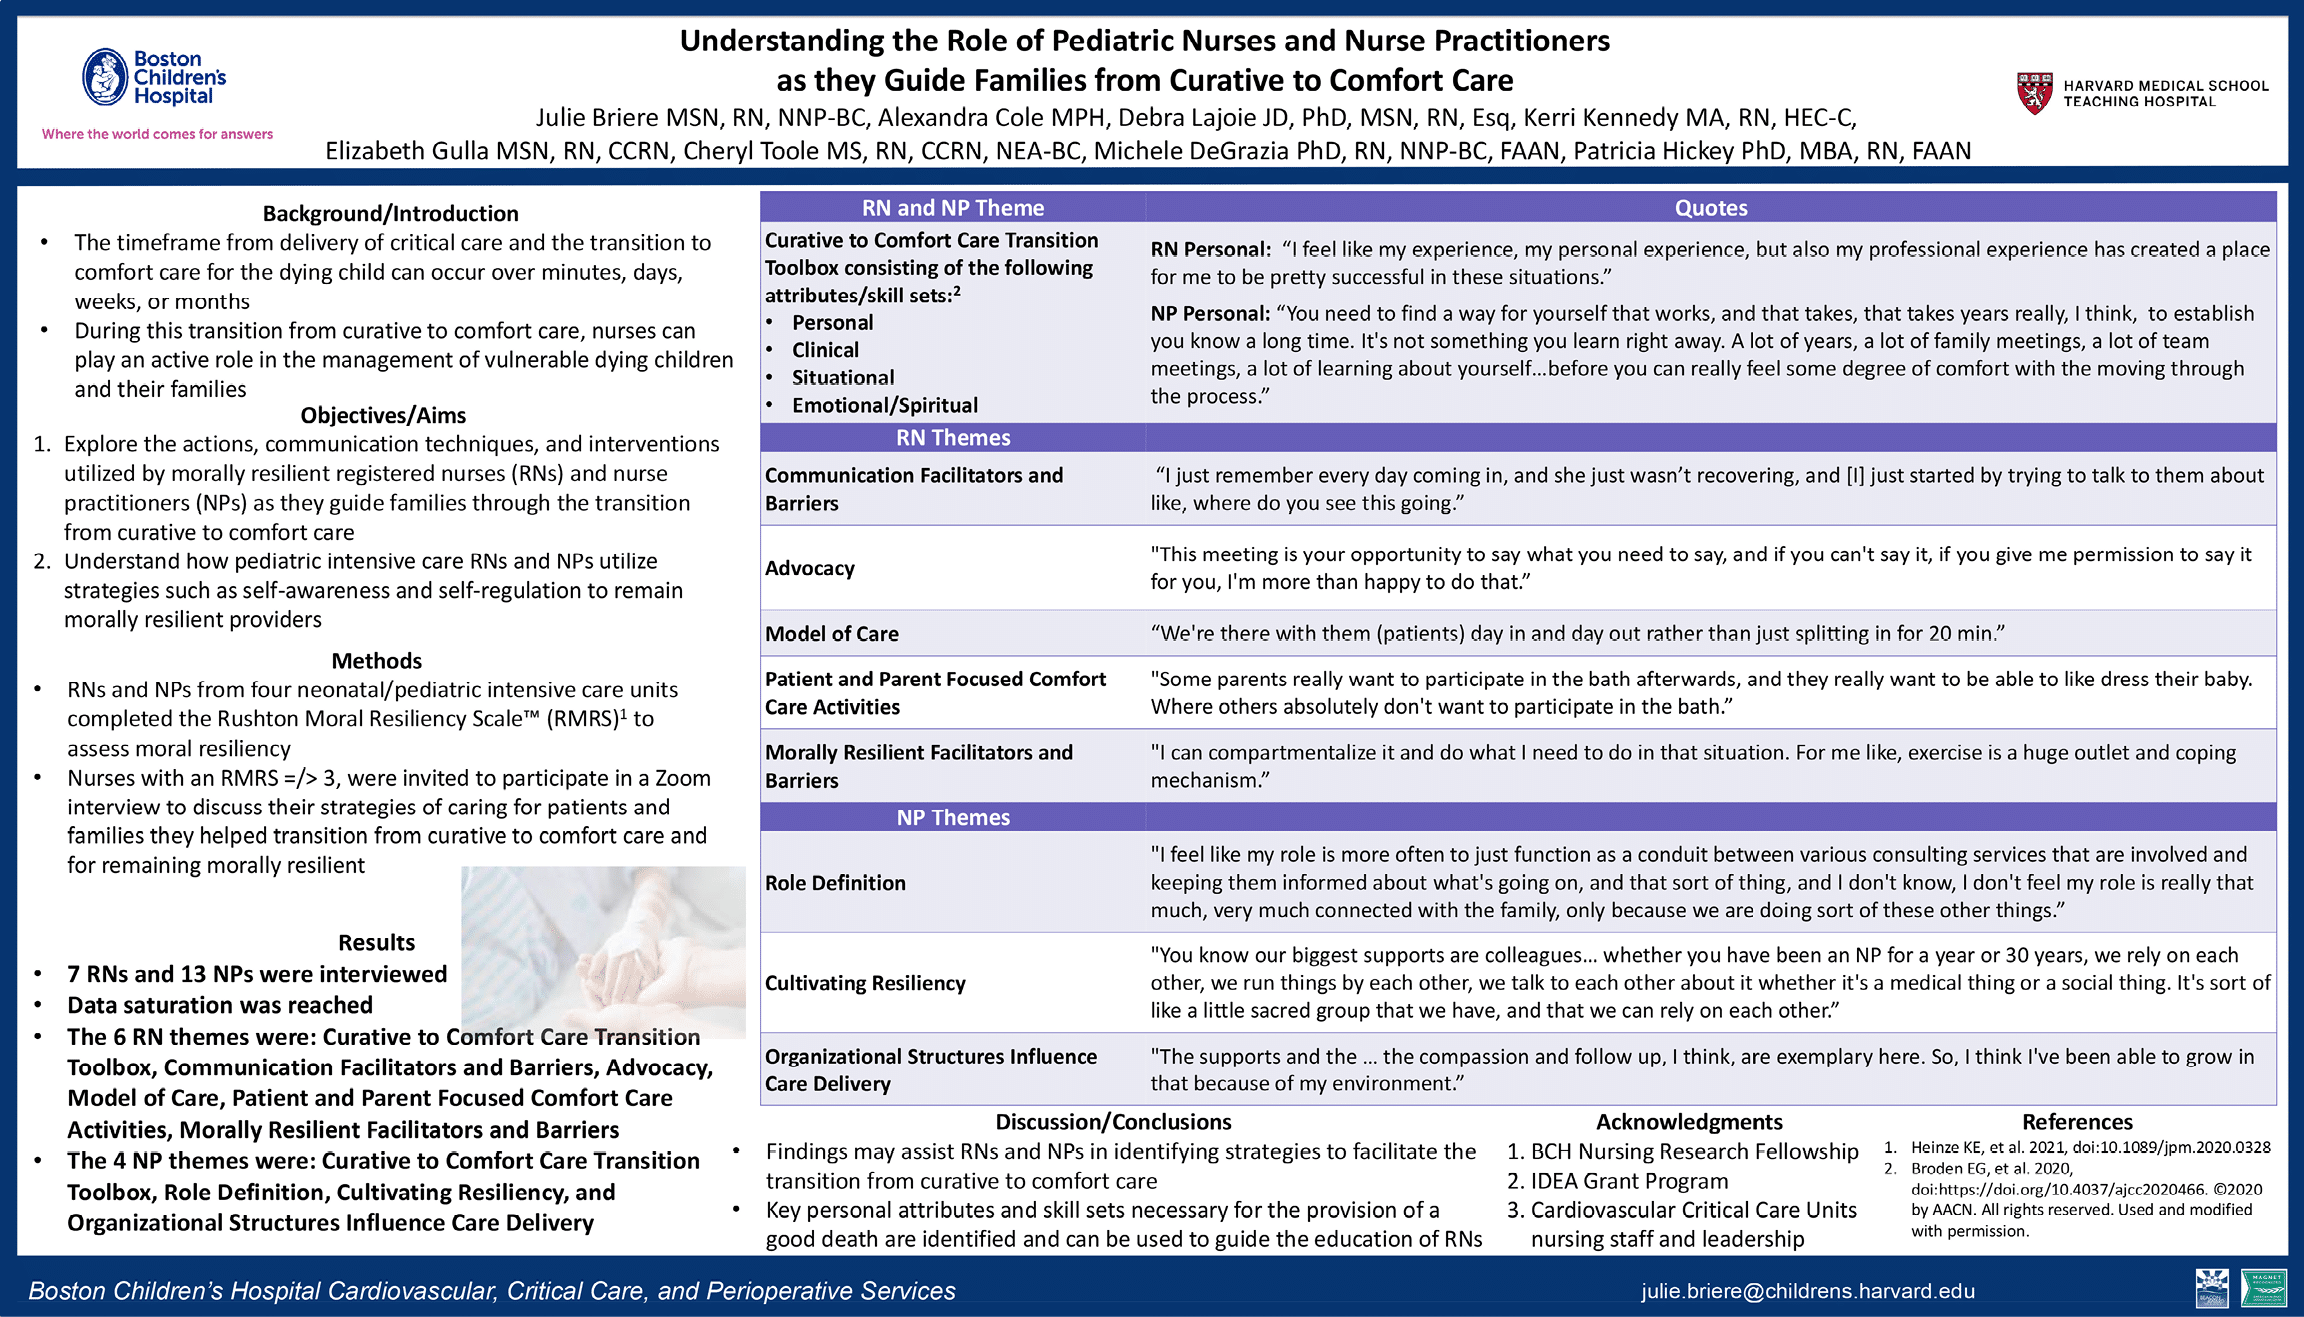 Understanding the Role of Pediatric Nurses and Nurse Practitioners
as they Guide Families from Curative to Comfort Care
Julie Briere MSN, RN, NNP-BC, Alexandra Cole MPH, Debra Lajoie JD, PhD, MSN, RN, Esq, Kerri Kennedy MA, RN, HEC-C,
Elizabeth Gulla MSN, RN, CCRN, Cheryl Toole MS, RN, CCRN, NEA-BC, Michele DeGrazia PhD, RN, NNP-BC, FAAN, Patricia Hickey PhD, MBA, RN, FAAN
Boston
Children's
Hospital
Where the world comes for answers
HARVARD MEDICAL SCHOOL
TEACHING HOSPITAL
Background/Introduction
• The timeframe from delivery of critical care and the transition to
comfort care for the dying child can occur over minutes, days,
weeks, or months
• During this transition from curative to comfort care, nurses can
play an active role in the management of vulnerable dying children
and their families
Objectives/Aims
1. Explore the actions, communication techniques, and interventions
utilized by morally resilient registered nurses (RNs) and nurse
practitioners (NPs) as they guide families through the transition
from curative to comfort care
2. Understand how pediatric intensive care RNs and NPs utilize
strategies such as self-awareness and self-regulation to remain
morally resilient providers
Methods
• RNs and NPs from four neonatal/pediatric intensive care units
completed the Rushton Moral Resiliency Scale™ (RMRS)¹ to
assess moral resiliency
• Nurses with an RMRS =/> 3, were invited to participate in a Zoom
interview to discuss their strategies of caring for patients and
families they helped transition from curative to comfort care and
for remaining morally resilient
Results
• 7 RNs and 13 NPs were interviewed
• Data saturation was reached
• The 6 RN themes were: Curative to Comfort Care Transition
Toolbox, Communication Facilitators and Barriers, Advocacy,
Model of Care, Patient and Parent Focused Comfort Care
Activities, Morally Resilient Facilitators and Barriers
• The 4 NP themes were: Curative to Comfort Care Transition
Toolbox, Role Definition, Cultivating Resiliency, and
Organizational Structures Influence Care Delivery
RN and NP Theme
Quotes
Curative to Comfort Care Transition
Toolbox consisting of the following
attributes/skill sets:²
• Personal
• Clinical
• Situational
• Emotional/Spiritual
RN Personal: “I feel like my experience, my personal experience, but also my professional experience has created a place
for me to be pretty successful in these situations.”
NP Personal: “You need to find a way for yourself that works, and that takes, that takes years really, I think, to establish
you know a long time. It's not something you learn right away. A lot of years, a lot of family meetings, a lot of team
meetings, a lot of learning about yourself…before you can really feel some degree of comfort with the moving through
the process.”
RN Themes
Communication Facilitators and
Barriers
“I just remember every day coming in, and she just wasn’t recovering, and [I] just started by trying to talk to them about
like, where do you see this going.”
Advocacy
"This meeting is your opportunity to say what you need to say, and if you can't say it, if you give me permission to say it
for you, I'm more than happy to do that.”
Model of Care
“We're there with them (patients) day in and day out rather than just splitting in for 20 min.”
Patient and Parent Focused Comfort
Care Activities
"Some parents really want to participate in the bath afterwards, and they really want to be able to like dress their baby.
Where others absolutely don't want to participate in the bath.”
Morally Resilient Facilitators and
Barriers
"I can compartmentalize it and do what I need to do in that situation. For me like, exercise is a huge outlet and coping
mechanism.”
NP Themes
Role Definition
"I feel like my role is more often to just function as a conduit between various consulting services that are involved and
keeping them informed about what's going on, and that sort of thing, and I don't know, I don't feel my role is really that
much, very much connected with the family, only because we are doing sort of these other things.”
Cultivating Resiliency
"You know our biggest supports are colleagues… whether you have been an NP for a year or 30 years, we rely on each
other, we run things by each other, we talk to each other about it whether it's a medical thing or a social thing. It's sort of
like a little sacred group that we have, and that we can rely on each other.”
Organizational Structures Influence
Care Delivery
"The supports and the … the compassion and follow up, I think, are exemplary here. So, I think I've been able to grow in
that because of my environment.”
Discussion/Conclusions
• Findings may assist RNs and NPs in identifying strategies to facilitate the
transition from curative to comfort care
• Key personal attributes and skill sets necessary for the provision of a
good death are identified and can be used to guide the education of RNs
Acknowledgments
1. BCH Nursing Research Fellowship
2. IDEA Grant Program
3. Cardiovascular Critical Care Units
nursing staff and leadership
References
1. Heinze KE, et al. 2021, doi:10.1089/jpm.2020.0328
2. Broden EG, et al. 2020,
doi:https://doi.org/10.4037/ajcc2020466. ©2020
by AACN. All rights reserved. Used and modified
with permission.
Boston Children’s Hospital Cardiovascular, Critical Care, and Perioperative Services
julie.briere@childrens.harvard.edu
BEACON
MAGNET
RECOGNIZED